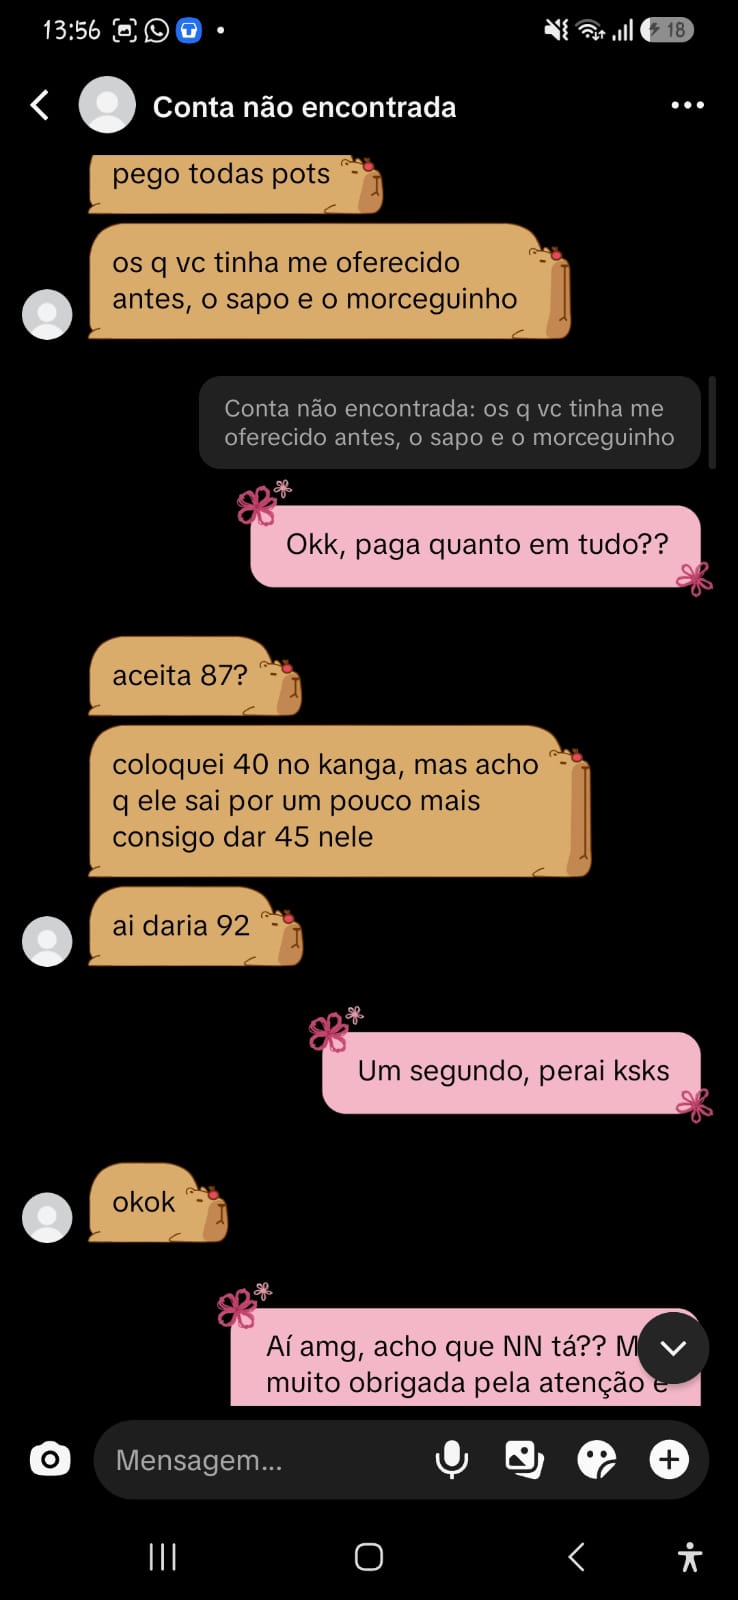 13:56
18
Conta não encontrada
pego todas pots
os q vc tinha me oferecido
antes, o sapo e o morceguinho
Conta não encontrada: os q vc tinha me
oferecido antes, o sapo e o morceguinho
Okk, paga quanto em tudo??
aceita 87?
coloquei 40 no kanga, mas acho
q ele sai por um pouco mais
consigo dar 45 nele
ai daria 92
Um segundo, perai ksks
okok
Aí amg, acho que NN tá?? M
muito obrigada pela atenção e
Mensagem...